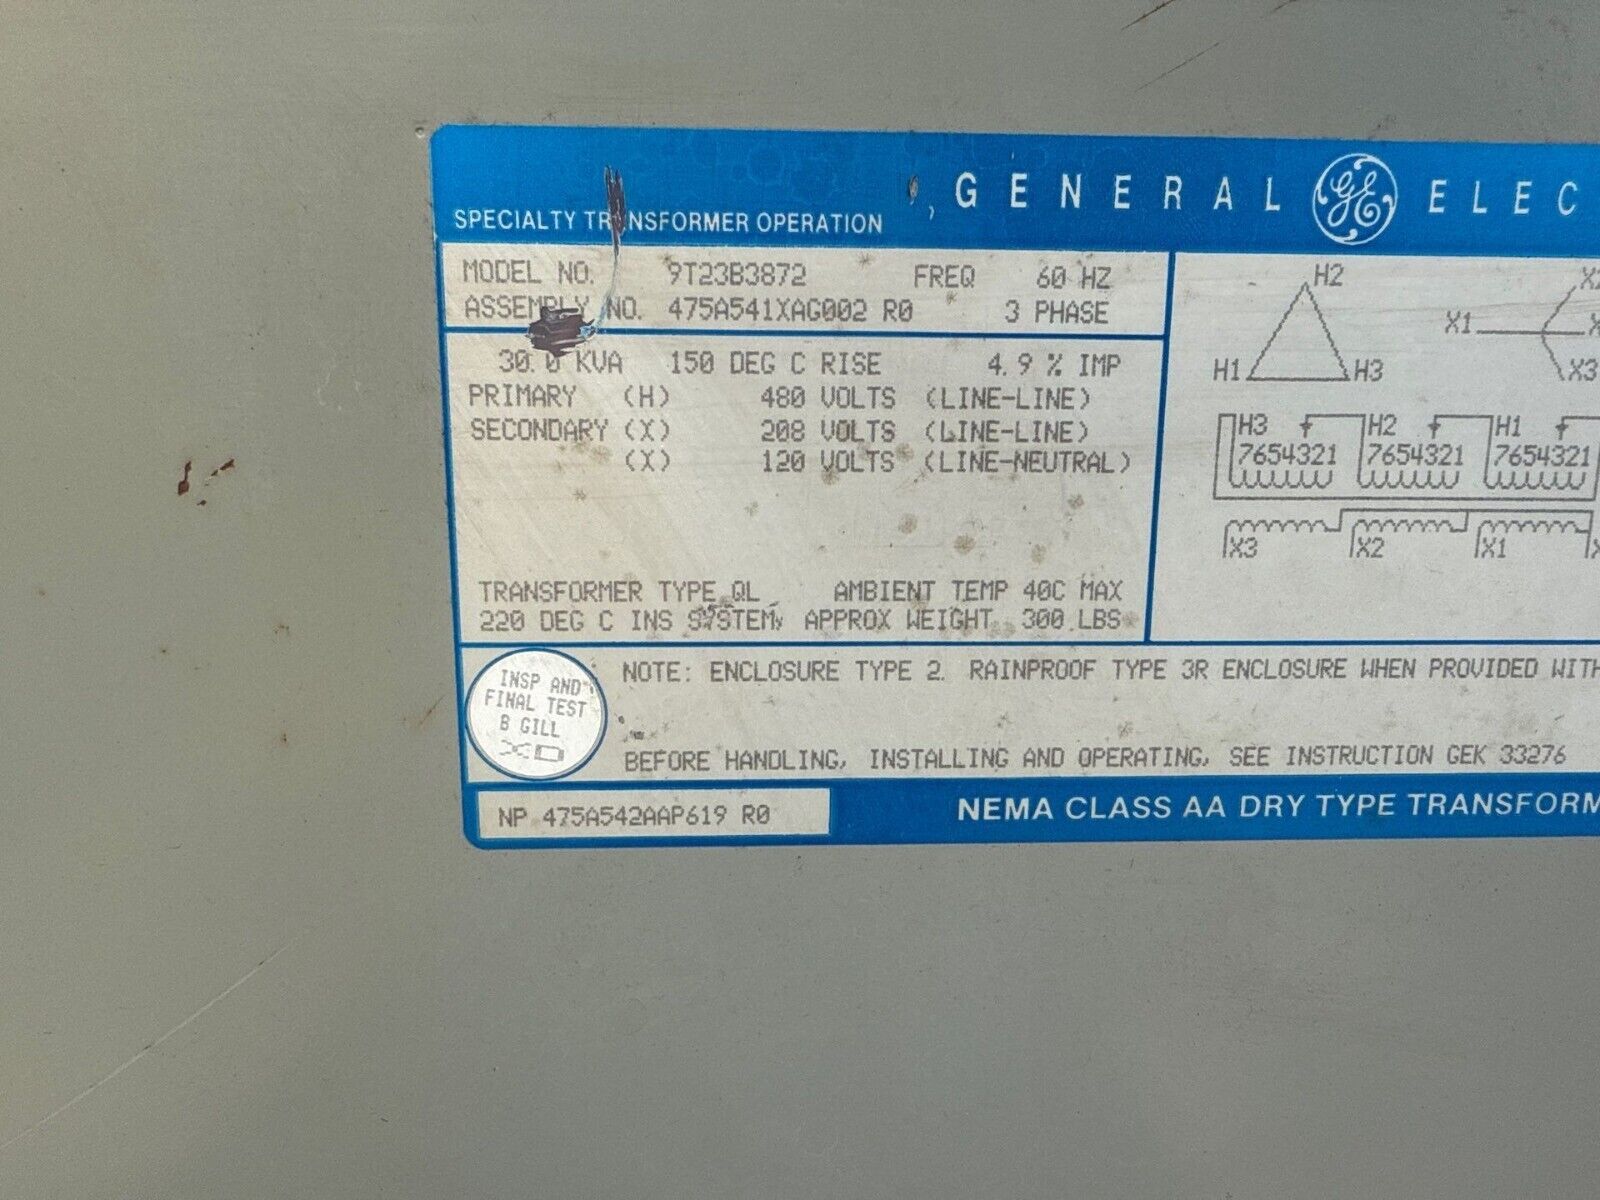 GENERAL GE ELEC
SPECIALTY TRANSFORMER OPERATION
MODEL NO. 9T23B3872 FREQ 60 HZ
ASSEMBLY NO. 475A541XAG002 R0 3 PHASE
30.0 KVA 150 DEG C RISE 4.9 % IMP
PRIMARY (H) 480 VOLTS (LINE-LINE)
SECONDARY (X) 208 VOLTS (LINE-LINE)
(X) 120 VOLTS (LINE-NEUTRAL)
TRANSFORMER TYPE QL AMBIENT TEMP 40C MAX
220 DEG C INS SYSTEM, APPROX WEIGHT 300 LBS
H2
H1 H3
X1
X3
H3 H2 H1
7654321 7654321 7654321
X3 X2 X1
INSP AND
FINAL TEST
B GILL
NOTE: ENCLOSURE TYPE 2. RAINPROOF TYPE 3R ENCLOSURE WHEN PROVIDED WITH
BEFORE HANDLING, INSTALLING AND OPERATING, SEE INSTRUCTION GEK 33276
NP 475A542AAP619 R0
NEMA CLASS AA DRY TYPE TRANSFORM